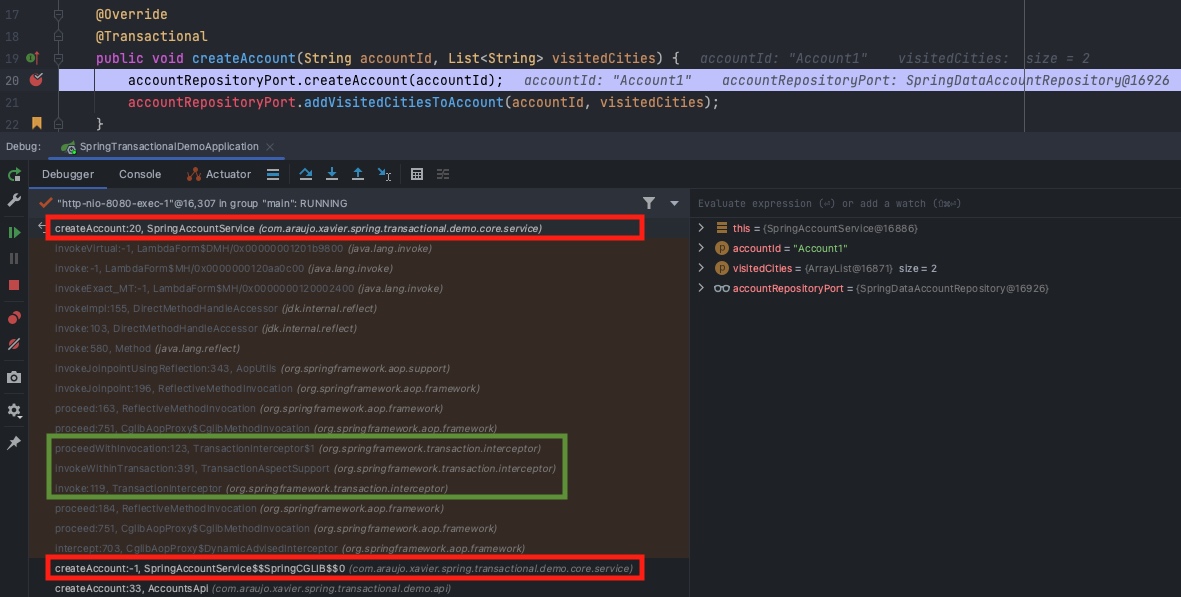 17 @Override
18 @Transactional
19 public void createAccount(String accountId, List<String> visitedCities) { accountId: "Account1" visitedCities: size = 2
20 accountRepositoryPort.createAccount(accountId); accountId: "Account1" accountRepositoryPort: SpringDataAccountRepository@16926
21 accountRepositoryPort.addVisitedCitiesToAccount(accountId, visitedCities);
22 }
Debug: SpringTransactionalDemoApplication
Debugger Console Actuator
"http-nio-8080-exec-1"@16,307 in group "main": RUNNING
Evaluate expression (⏎) or add a watch (⇧⌘⏎)
createAccount:20, SpringAccountService (com.araujo.xavier.spring.transactional.demo.core.service)
invokeVirtual:-1, LambdaForm$DMH/0x00000001201b9800 (java.lang.invoke)
invoke:-1, LambdaForm$MH/0x0000000120aa0c00 (java.lang.invoke)
invokeExact_MT:-1, LambdaForm$MH/0x0000000120002400 (java.lang.invoke)
invokeImpl:155, DirectMethodHandleAccessor (jdk.internal.reflect)
invoke:103, DirectMethodHandleAccessor (jdk.internal.reflect)
invoke:580, Method (java.lang.reflect)
invokeJoinpointUsingReflection:343, AopUtils (org.springframework.aop.support)
invokeJoinpoint:196, ReflectiveMethodInvocation (org.springframework.aop.framework)
proceed:163, ReflectiveMethodInvocation (org.springframework.aop.framework)
proceed:751, CglibAopProxy$CglibMethodInvocation (org.springframework.aop.framework)
proceedWithInvocation:123, TransactionInterceptor$1 (org.springframework.transaction.interceptor)
invokeWithinTransaction:391, TransactionAspectSupport (org.springframework.transaction.interceptor)
invoke:119, TransactionInterceptor (org.springframework.transaction.interceptor)
proceed:184, ReflectiveMethodInvocation (org.springframework.aop.framework)
proceed:751, CglibAopProxy$CglibMethodInvocation (org.springframework.aop.framework)
intercept:703, CglibAopProxy$DynamicAdvisedInterceptor (org.springframework.aop.framework)
createAccount:-1, SpringAccountService$$SpringCGLIB$$0 (com.araujo.xavier.spring.transactional.demo.core.service)
createAccount:33, AccountsApi (com.araujo.xavier.spring.transactional.demo.api)
this = {SpringAccountService@16886}
p accountId = "Account1"
p visitedCities = {ArrayList@16871} size = 2
accountRepositoryPort = {SpringDataAccountRepository@16926}